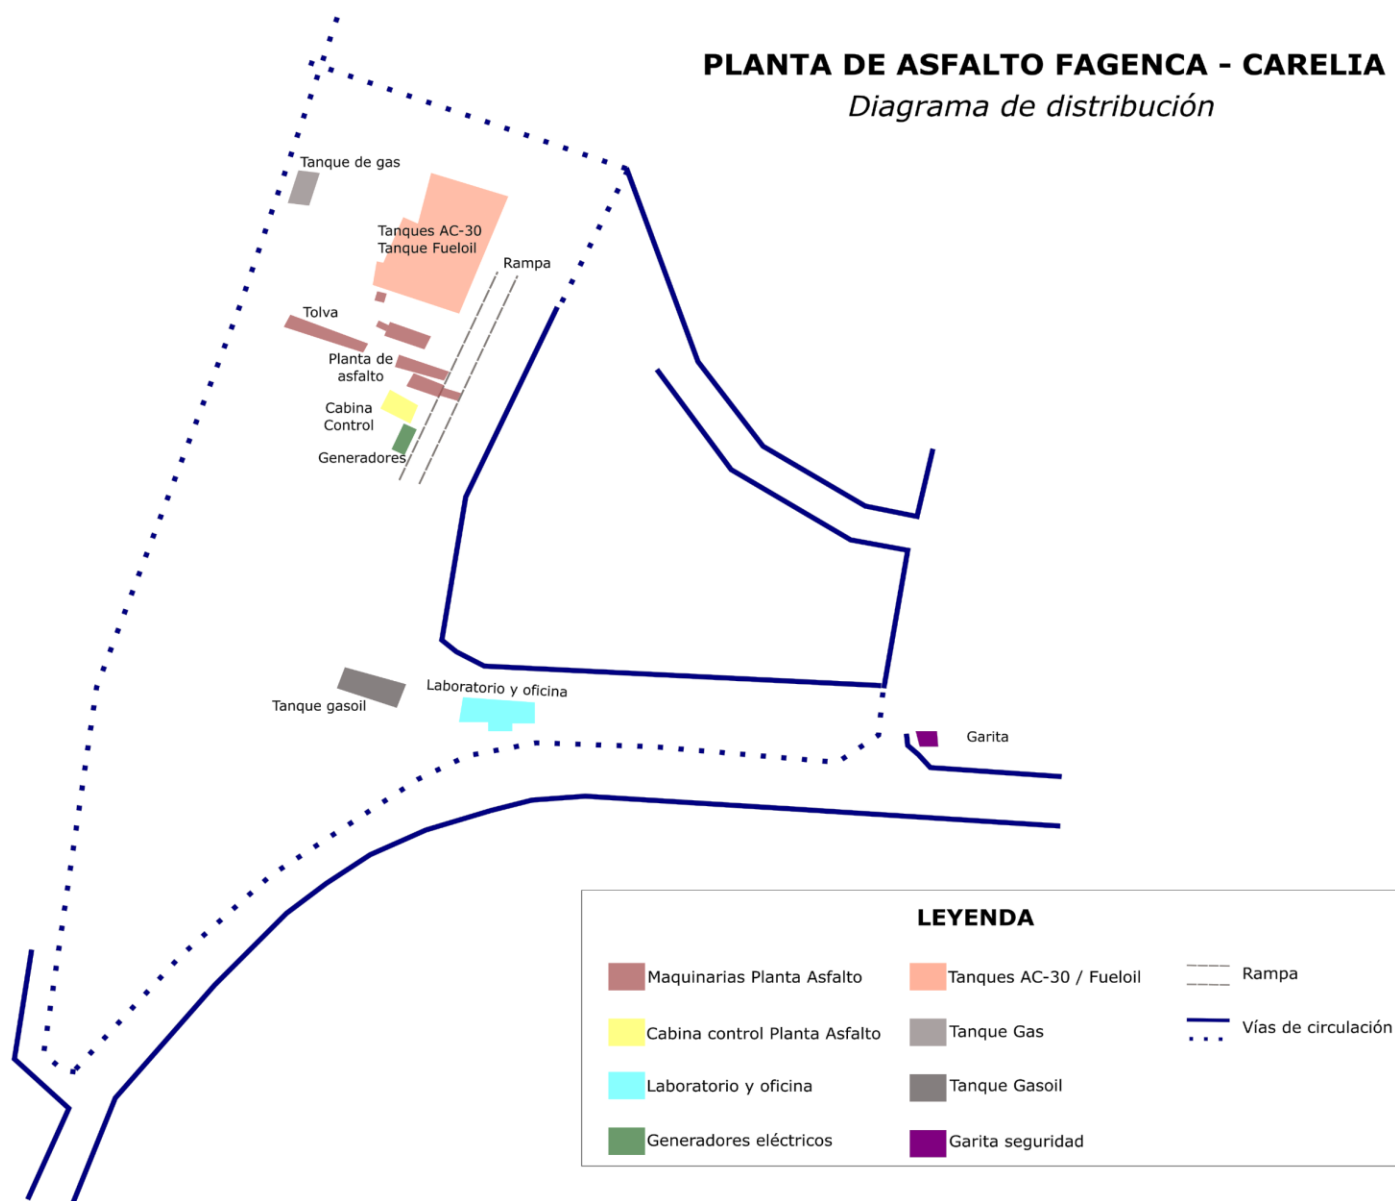 PLANTA DE ASFALTO FAGENCA - CARELIA
Diagrama de distribución
Tanque de gas
Tanques AC-30
Tanque Fueloil
Rampa
Tolva
Planta de
asfalto
Cabina
Control
Generadores
Laboratorio y oficina
Tanque gasoil
Garita
LEYENDA
Maquinarias Planta Asfalto
Tanques AC-30 / Fueloil
Rampa
Cabina control Planta Asfalto
Tanque Gas
Vías de circulación
Laboratorio y oficina
Tanque Gasoil
Generadores eléctricos
Garita seguridad